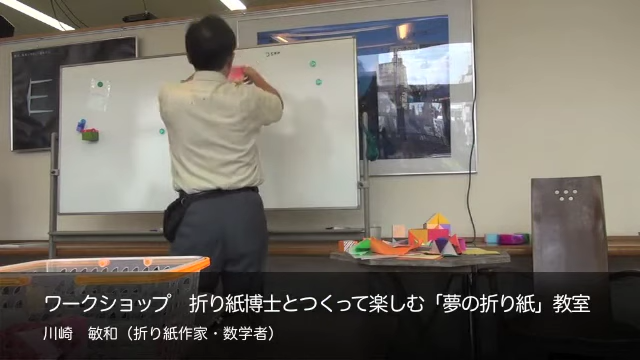 ワークショップ　折り紙博士とつくって楽しむ「夢の折り紙」教室
川崎　敏和（折り紙作家・数学者）